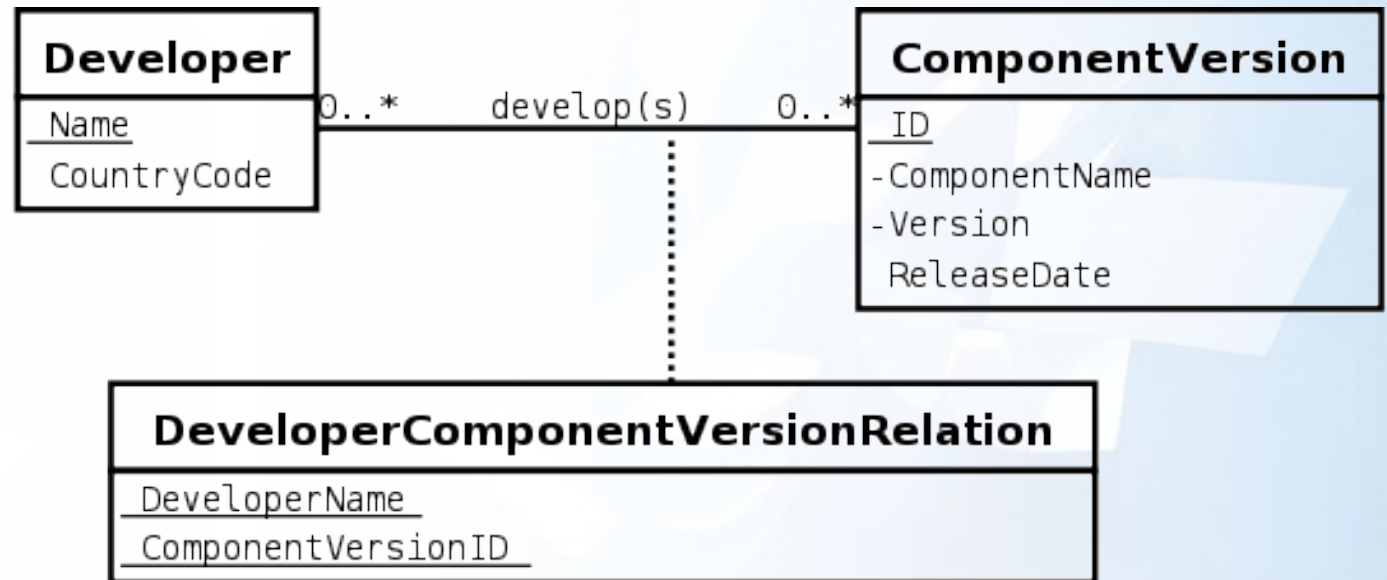 Developer
Name
CountryCode
0..* develop(s) 0..*
ComponentVersion
ID
-ComponentName
-Version
ReleaseDate
DeveloperComponentVersionRelation
DeveloperName
ComponentVersionID